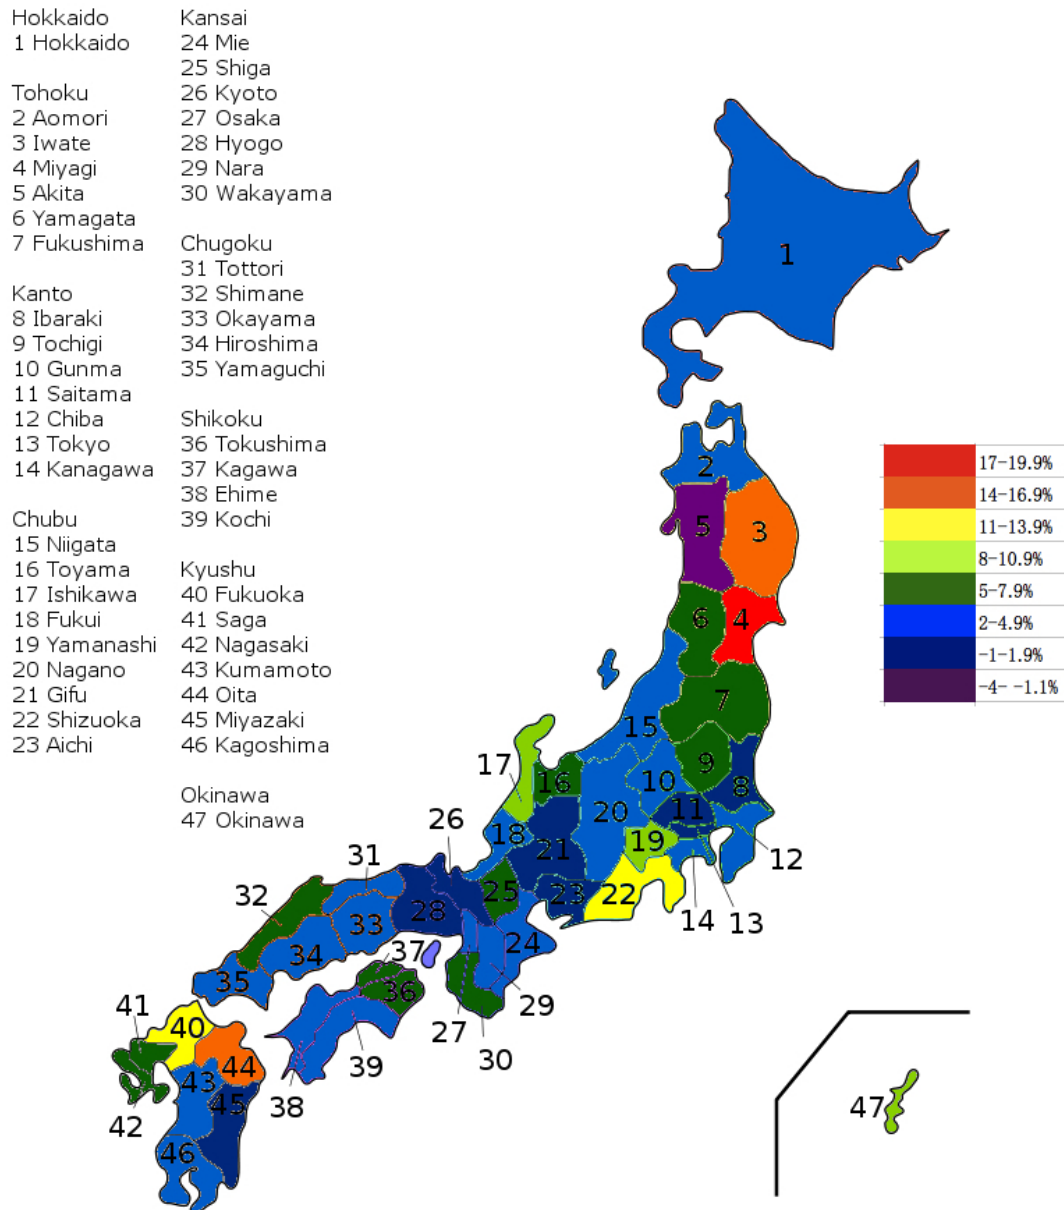 Hokkaido
1 Hokkaido
Tohoku
2 Aomori
3 Iwate
4 Miyagi
5 Akita
6 Yamagata
7 Fukushima
Kanto
8 Ibaraki
9 Tochigi
10 Gunma
11 Saitama
12 Chiba
13 Tokyo
14 Kanagawa
Chubu
15 Niigata
16 Toyama
17 Ishikawa
18 Fukui
19 Yamanashi
20 Nagano
21 Gifu
22 Shizuoka
23 Aichi
Kansai
24 Mie
25 Shiga
26 Kyoto
27 Osaka
28 Hyogo
29 Nara
30 Wakayama
Chugoku
31 Tottori
32 Shimane
33 Okayama
34 Hiroshima
35 Yamaguchi
Shikoku
36 Tokushima
37 Kagawa
38 Ehime
39 Kochi
Kyushu
40 Fukuoka
41 Saga
42 Nagasaki
43 Kumamoto
44 Oita
45 Miyazaki
46 Kagoshima
Okinawa
47 Okinawa
1
2
5
3
6
4
7
15
17
16
9
10
8
11
20
18
19
21
12
26
31
32
25
23
22
14
13
28
33
24
34
37
35
36
29
27
30
41
40
39
38
44
43
42
45
46
47
17-19.9%
14-16.9%
11-13.9%
8-10.9%
5-7.9%
2-4.9%
-1-1.9%
-4- -1.1%